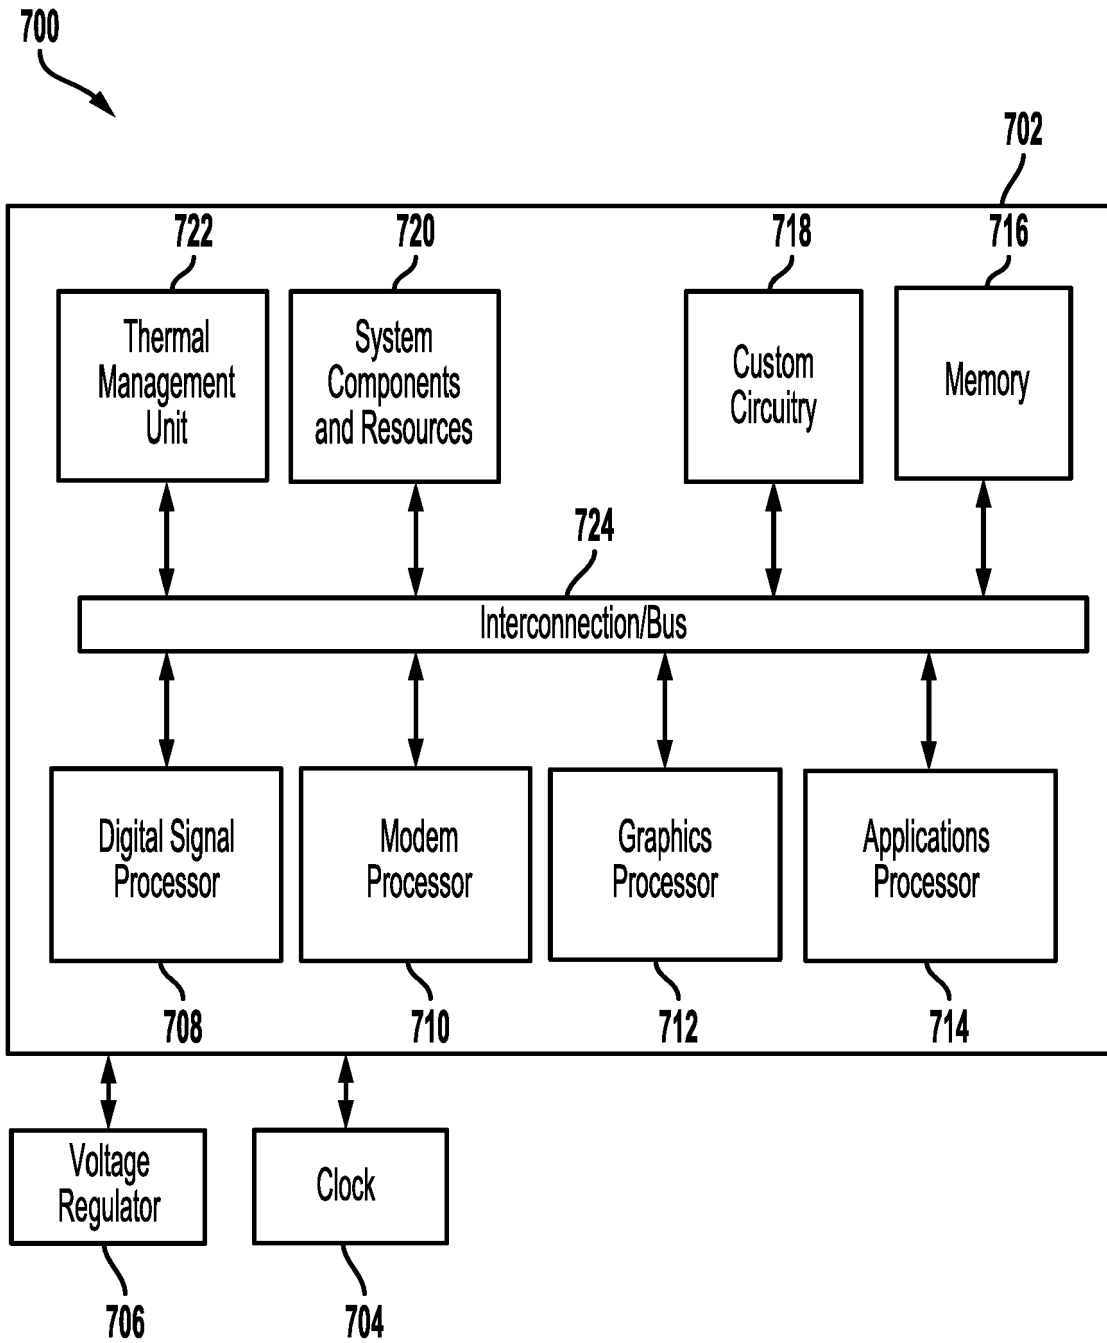 700
702
722
720
718
716
Thermal
Management
Unit
System
Components
and Resources
Custom
Circuitry
Memory
724
Interconnection/Bus
Digital Signal
Processor
Modem
Processor
Graphics
Processor
Applications
Processor
708
710
712
714
Voltage
Regulator
Clock
706
704